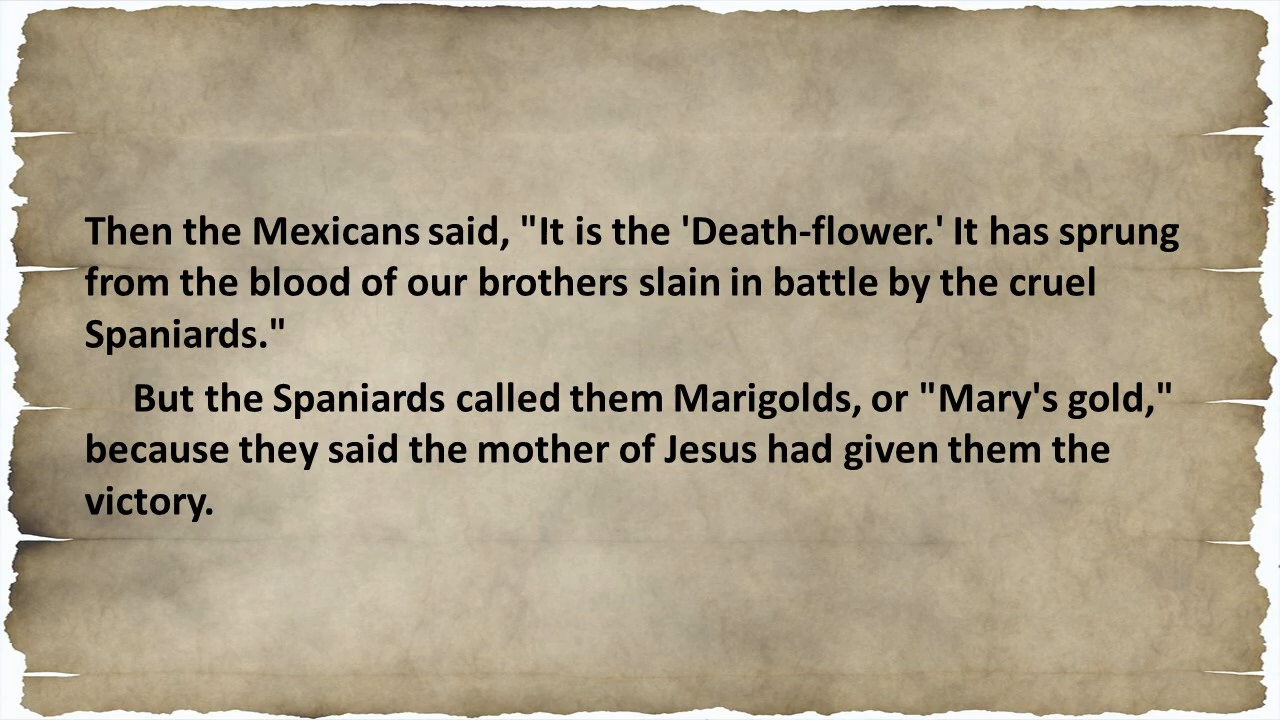 Then the Mexicans said, "It is the 'Death-flower.' It has sprung
from the blood of our brothers slain in battle by the cruel
Spaniards."
But the Spaniards called them Marigolds, or "Mary's gold,"
because they said the mother of Jesus had given them the
victory.